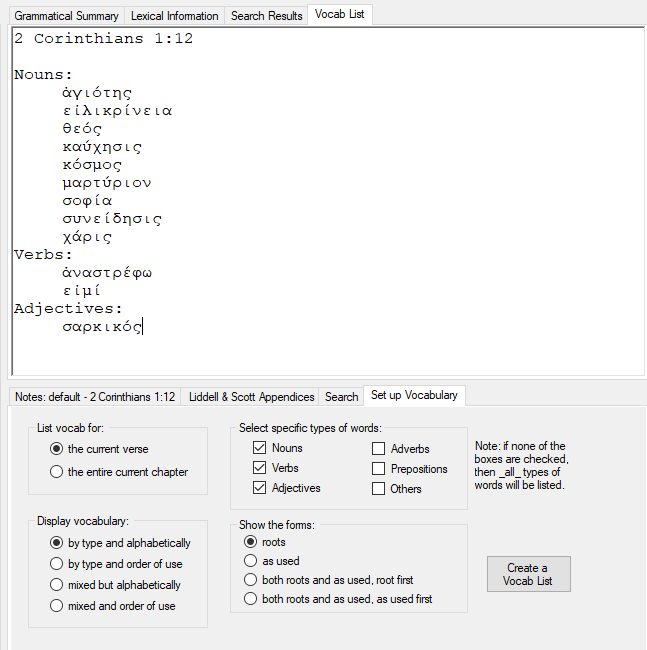 Grammatical Summary Lexical Information Search Results Vocab List
2 Corinthians 1:12
Nouns:
ἁγιότης
εἰλικρίνεια
θεός
καύχησις
κόσμος
μαρτύριον
σοφία
συνείδησις
χάρις
Verbs:
ἀναστρέφω
εἰμί
Adjectives:
σαρκικός
Notes: default - 2 Corinthians 1:12 Liddell & Scott Appendices Search Set up Vocabulary
List vocab for:
the current verse
the entire current chapter
Select specific types of words:
Nouns Adverbs
Verbs Prepositions
Adjectives Others
Note: if none of the
boxes are checked,
then _all_ types of
words will be listed.
Display vocabulary:
by type and alphabetically
by type and order of use
mixed but alphabetically
mixed and order of use
Show the forms:
roots
as used
both roots and as used, root first
both roots and as used, as used first
Create a
Vocab List